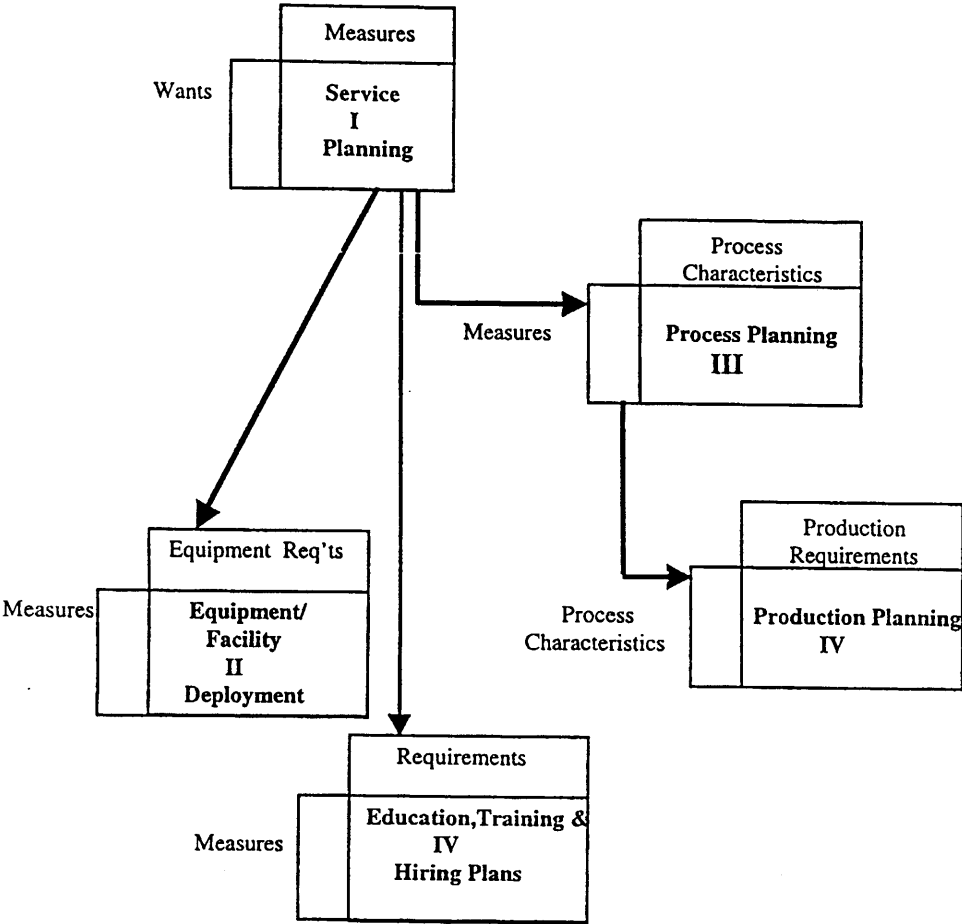 Measures
Wants
Service
I
Planning
Process
Characteristics
Measures
Process Planning
III
Equipment Req'ts
Measures
Equipment/
Facility
II
Deployment
Production
Requirements
Process
Characteristics
Production Planning
IV
Requirements
Measures
Education,Training &
IV
Hiring Plans